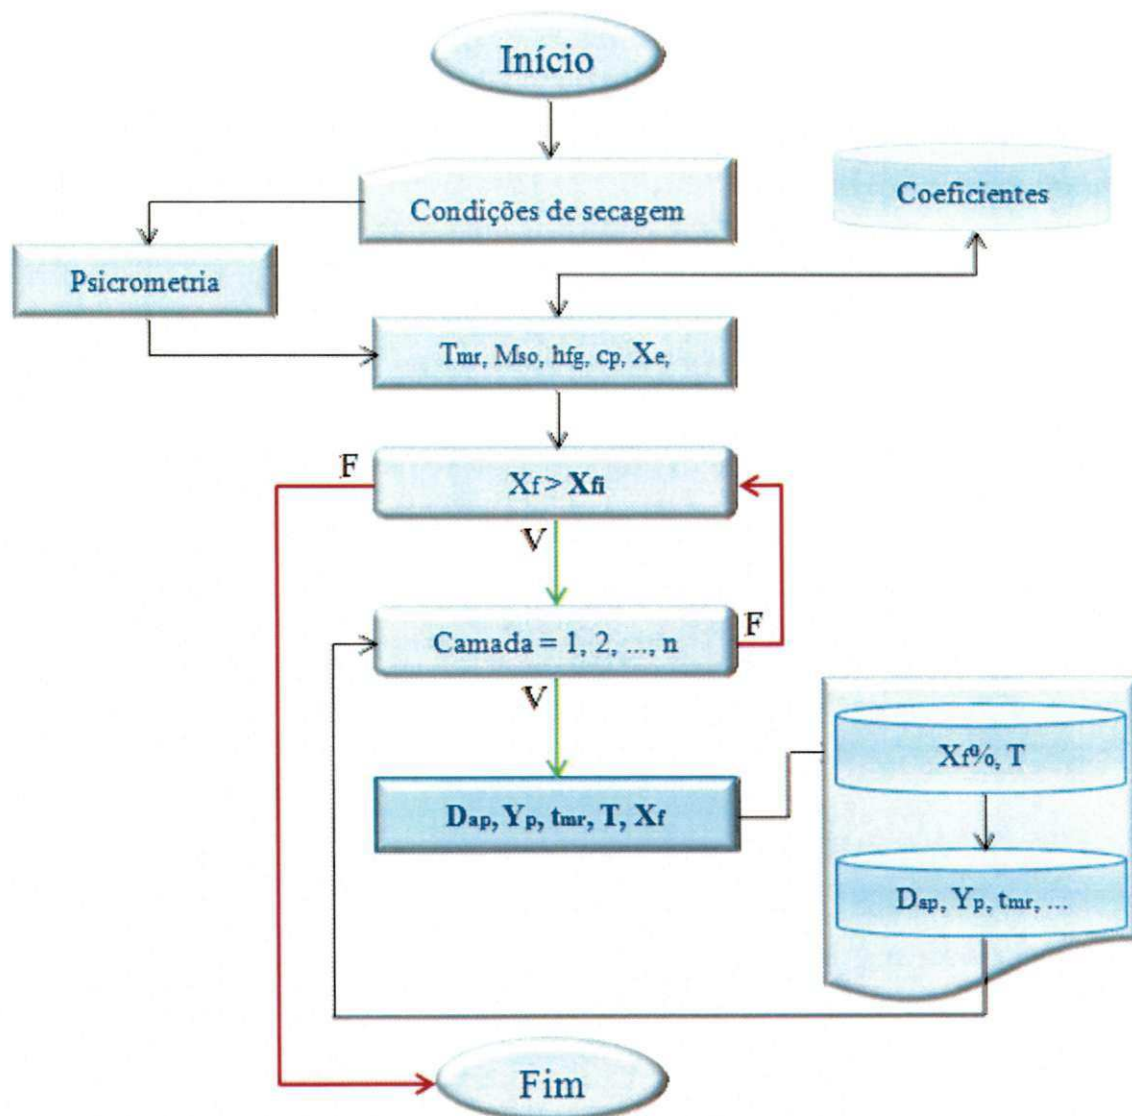 Início
Condições de secagem
Coeficientes
Psicrometria
Tmr, Mso, hfg, cp, Xe,
F
Xf > Xfi
V
Camada = 1, 2, ..., n
F
V
Xf%, T
Dap, Yp, tmr, T, Xf
Dap, Yp, tmr, ...
Fim